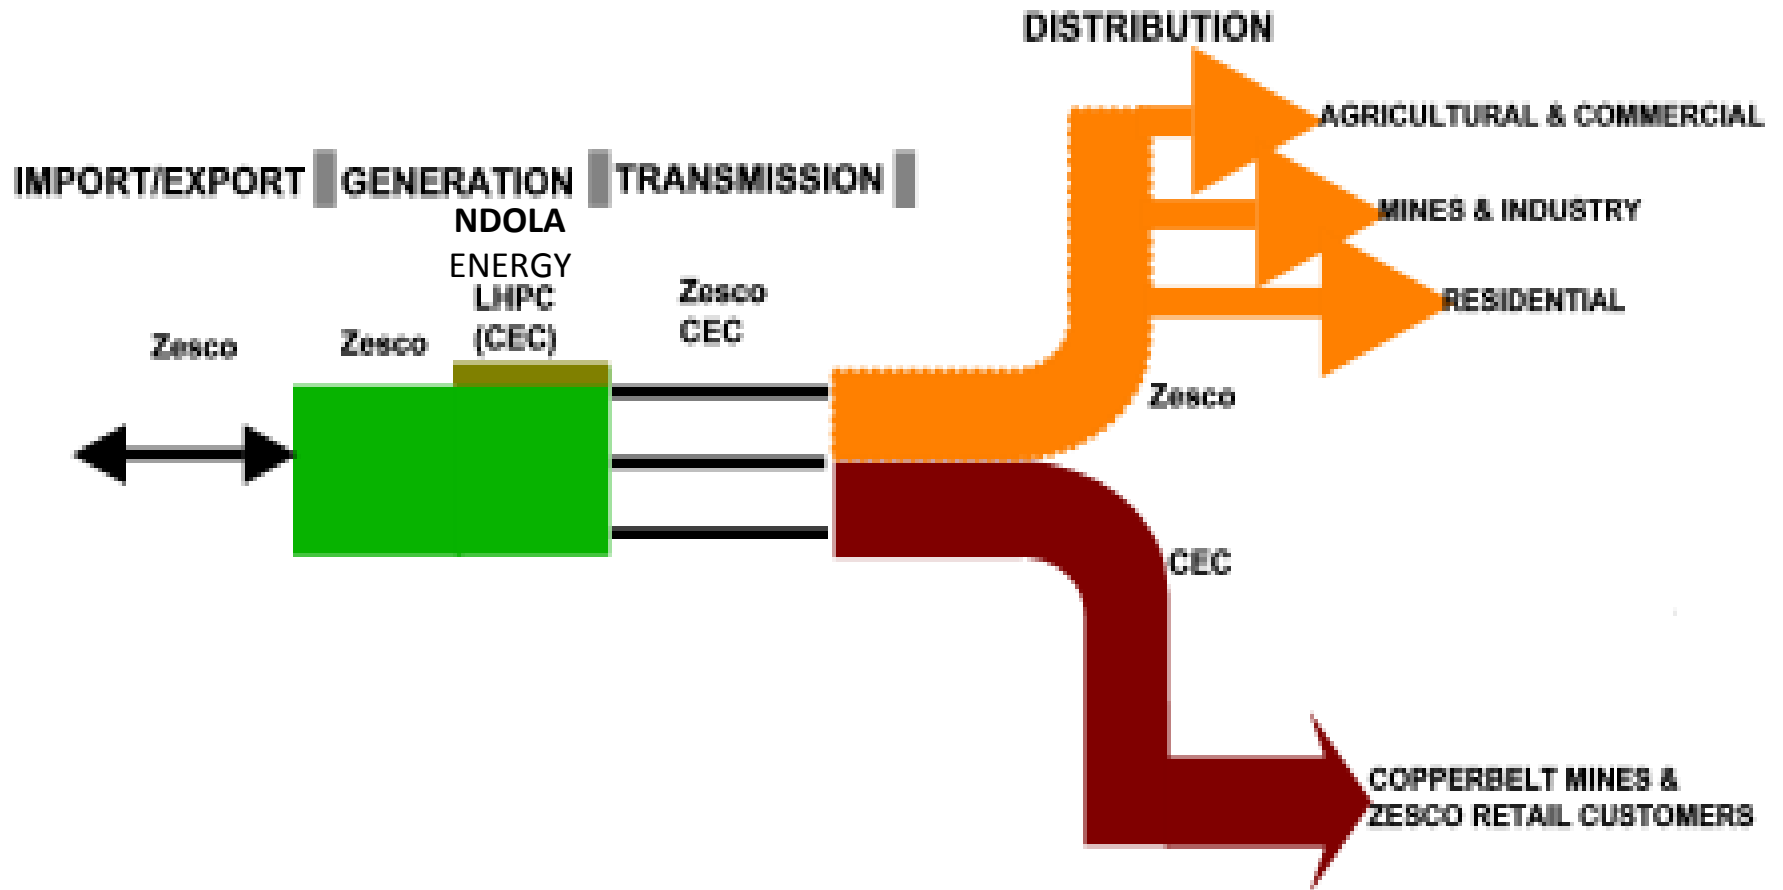 DISTRIBUTION
AGRICULTURAL & COMMERCIAL
IMPORT/EXPORT GENERATION TRANSMISSION
NDOLA
ENERGY
LHPC
(CEC)
Zesco
Zesco
Zesco
CEC
MINES & INDUSTRY
RESIDENTIAL
Zesco
CEC
COPPERBELT MINES &
ZESCO RETAIL CUSTOMERS